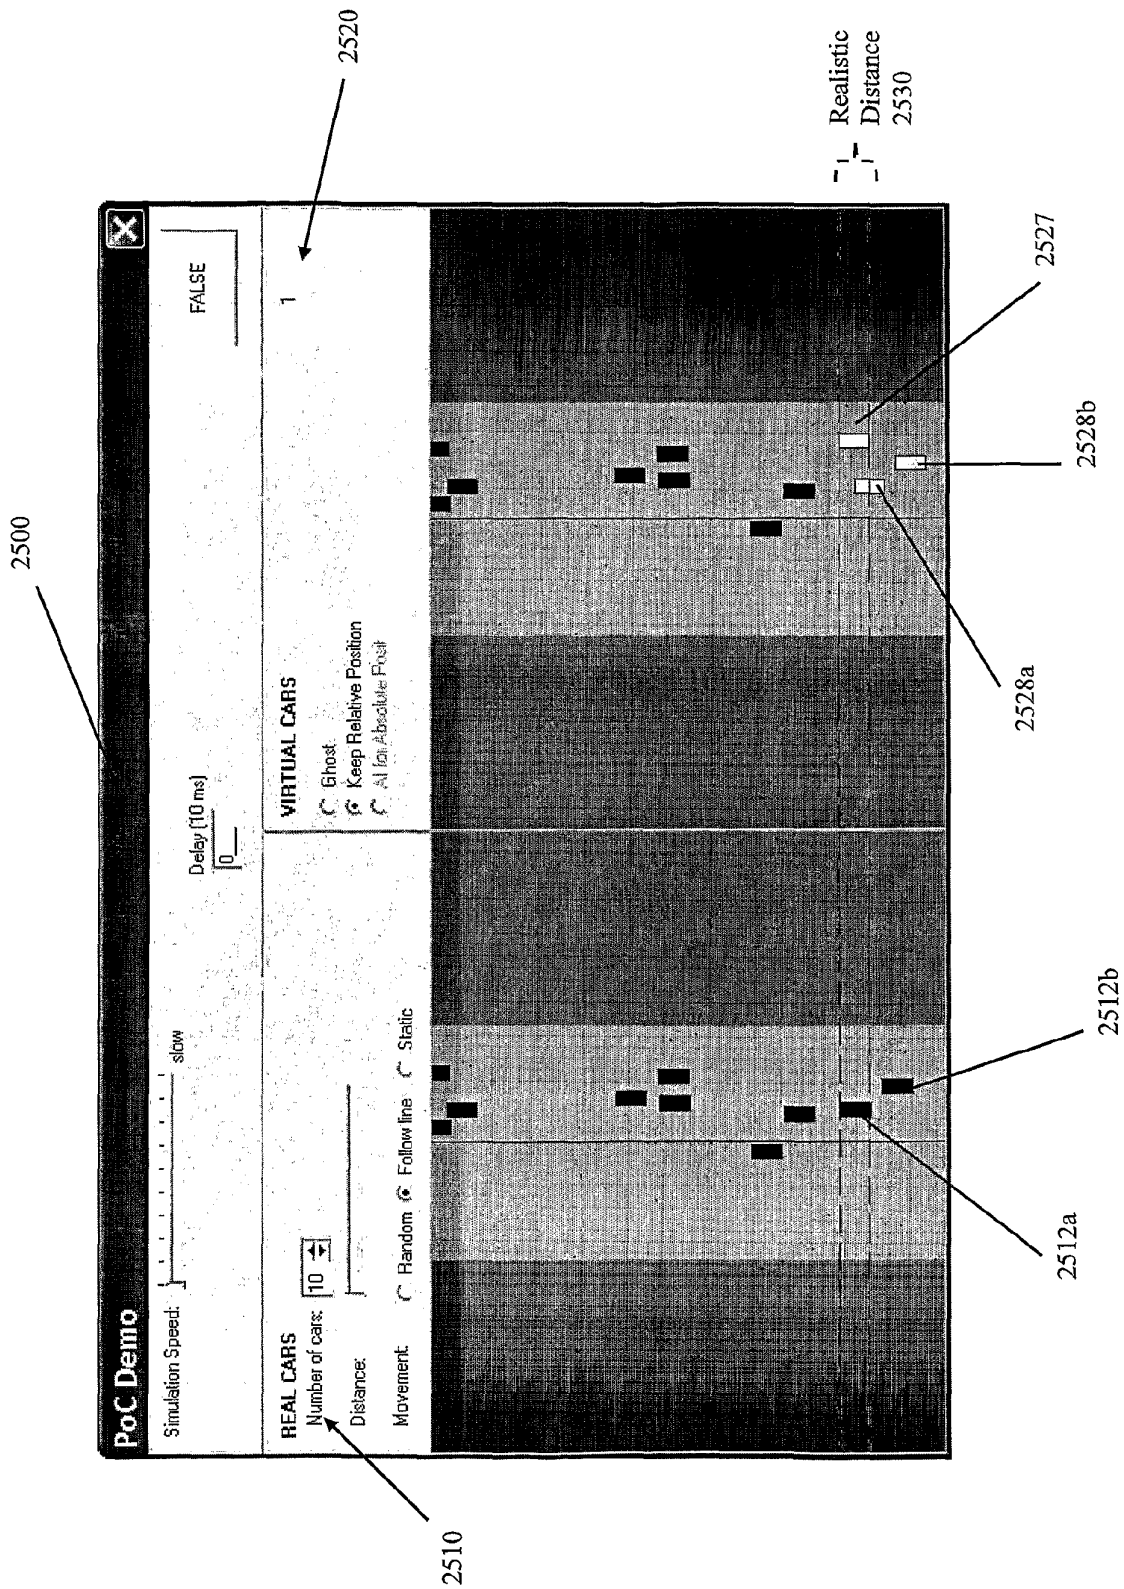 2500
PoC Demo
Simulation Speed:
slow
Delay (10 ms)
0
FALSE
REAL CARS
Number of cars:
10
Distance:
Movement:
Random
Follow line
Static
VIRTUAL CARS
1
Ghost
Keep Relative Position
AI for Absolute Posit
2510
2520
Realistic
Distance
2530
2512a
2512b
2528a
2528b
2527